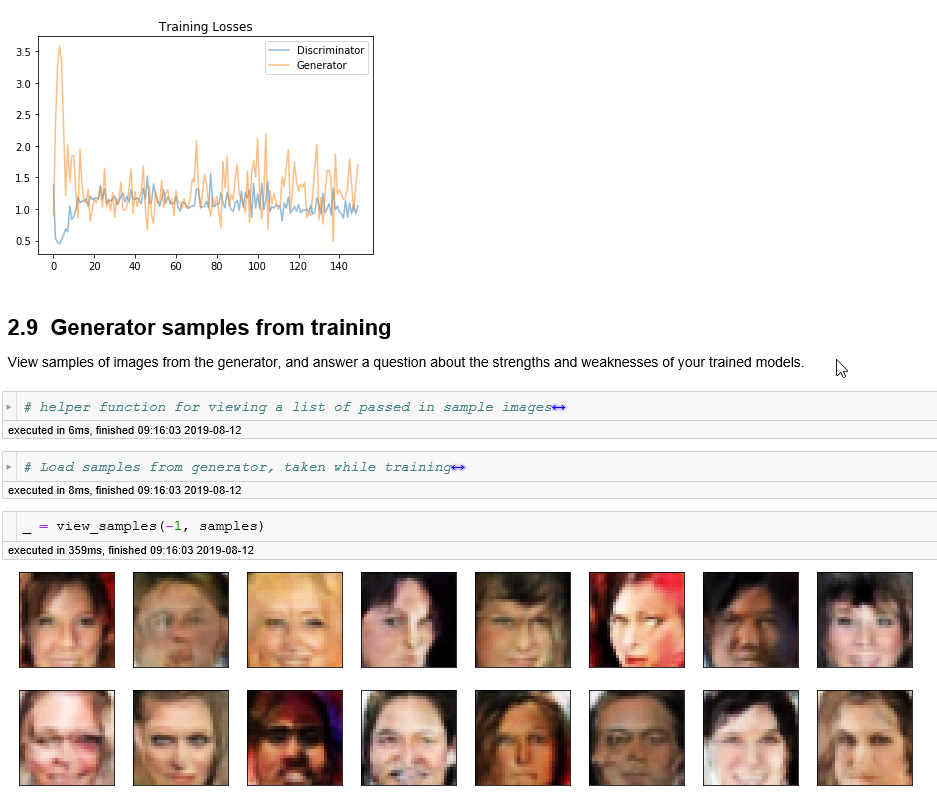 Training Losses
Discriminator
Generator
3.5
3.0
2.5
2.0
1.5
1.0
0.5
0 20 40 60 80 100 120 140
2.9 Generator samples from training
View samples of images from the generator, and answer a question about the strengths and weaknesses of your trained models.
# helper function for viewing a list of passed in sample images
executed in 6ms, finished 09:16:03 2019-08-12
# Load samples from generator, taken while training
executed in 8ms, finished 09:16:03 2019-08-12
_ = view_samples(-1, samples)
executed in 359ms, finished 09:16:03 2019-08-12